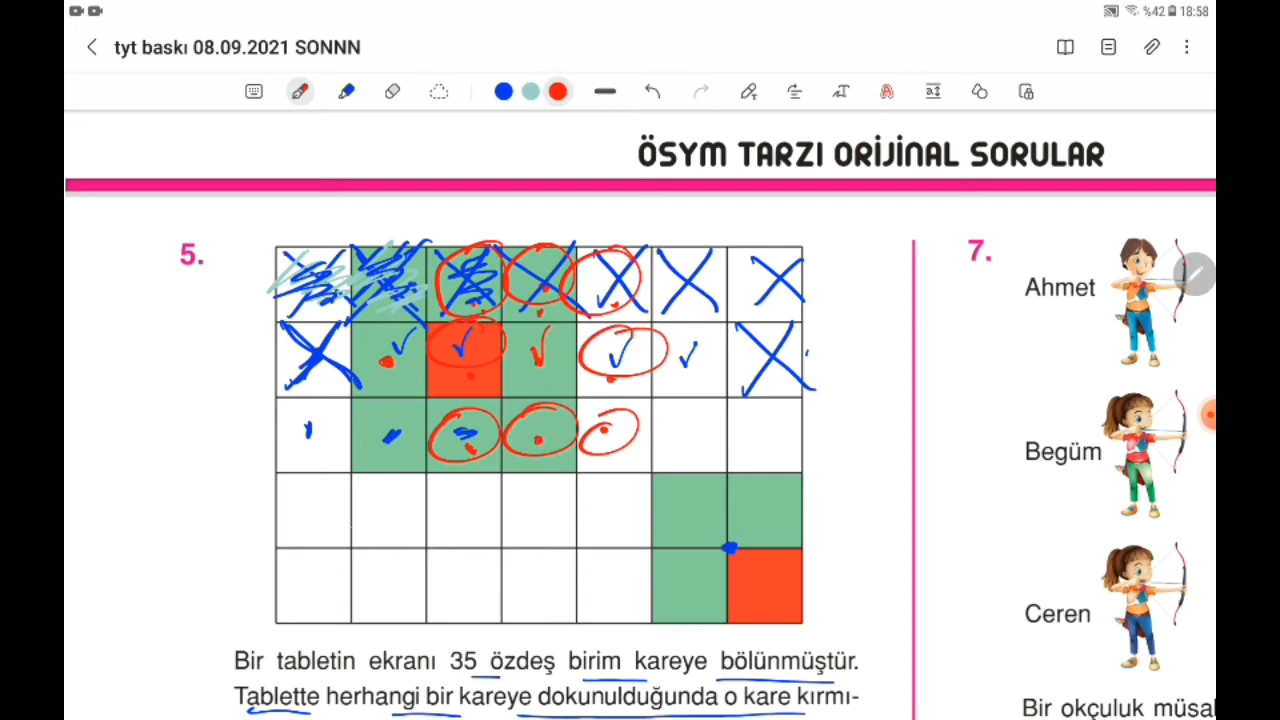 %42 18:58
tyt baskı 08.09.2021 SONNN
ÖSYM TARZI ORİJİNAL SORULAR
5.
Bir tabletin ekranı 35 özdeş birim kareye bölünmüştür.
Tablette herhangi bir kareye dokunulduğunda o kare kırmı-
7.
Ahmet
Begüm
Ceren
Bir okçuluk müsa